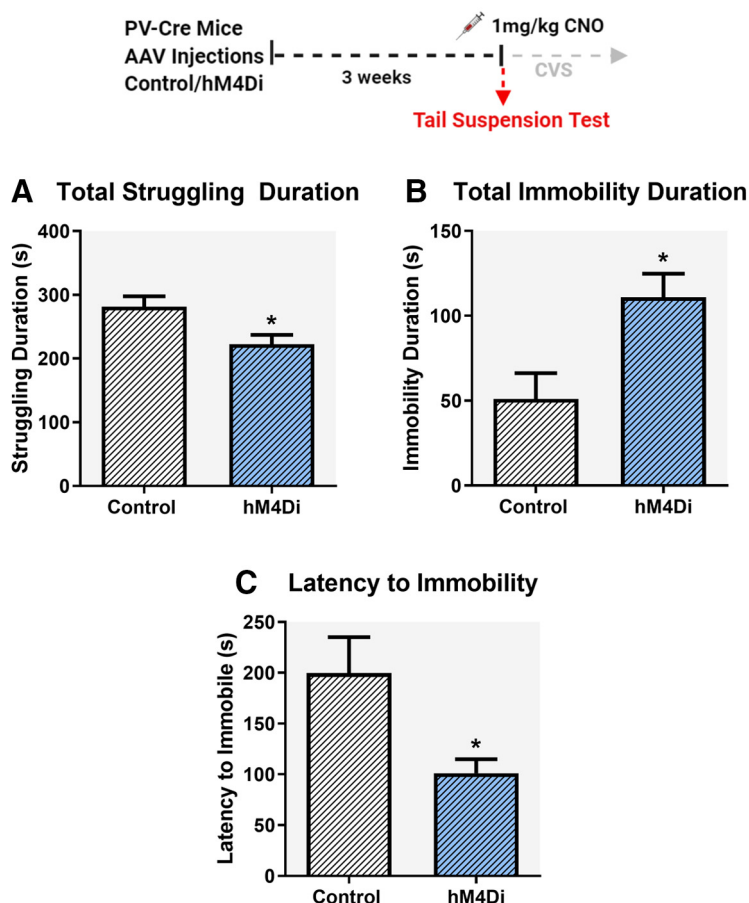 PV-Cre Mice
AAV Injections
Control/hM4Di
3 weeks
1mg/kg CNO
CVS
Tail Suspension Test
A Total Struggling Duration
Struggling Duration (s)
400
300
200
100
0
Control hM4Di
*
B Total Immobility Duration
Immobility Duration (s)
150
100
50
0
Control hM4Di
*
C Latency to Immobility
Latency to Immobile (s)
250
200
150
100
50
0
Control hM4Di
*